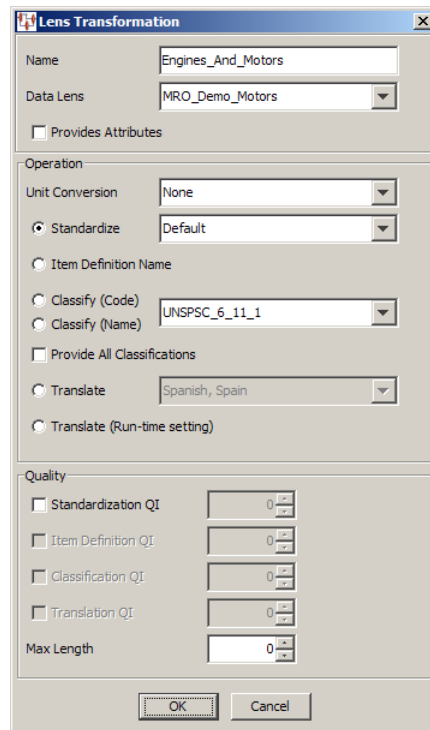 Lens Transformation
Name Engines_And_Motors
Data Lens MRO_Demo_Motors
Provides Attributes
Operation
Unit Conversion None
Standardize Default
Item Definition Name
Classify (Code)
UNSPSC_6_11_1
Classify (Name)
Provide All Classifications
Translate Spanish, Spain
Translate (Run-time setting)
Quality
Standardization QI 0
Item Definition QI 0
Classification QI 0
Translation QI 0
Max Length 0
OK Cancel